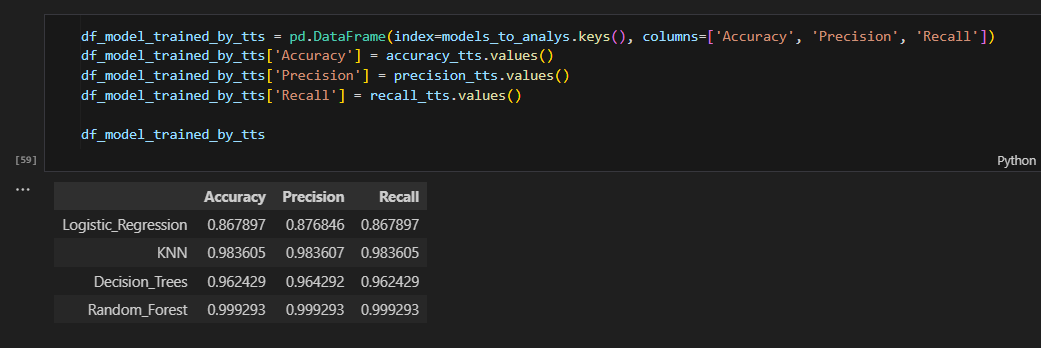 df_model_trained_by_tts = pd.DataFrame(index=models_to_analys.keys(), columns=['Accuracy', 'Precision', 'Recall'])
df_model_trained_by_tts['Accuracy'] = accuracy_tts.values()
df_model_trained_by_tts['Precision'] = precision_tts.values()
df_model_trained_by_tts['Recall'] = recall_tts.values()
df_model_trained_by_tts
[59]
Python
...
Accuracy Precision Recall
Logistic_Regression 0.867897 0.876846 0.867897
KNN 0.983605 0.983607 0.983605
Decision_Trees 0.962429 0.964292 0.962429
Random_Forest 0.999293 0.999293 0.999293